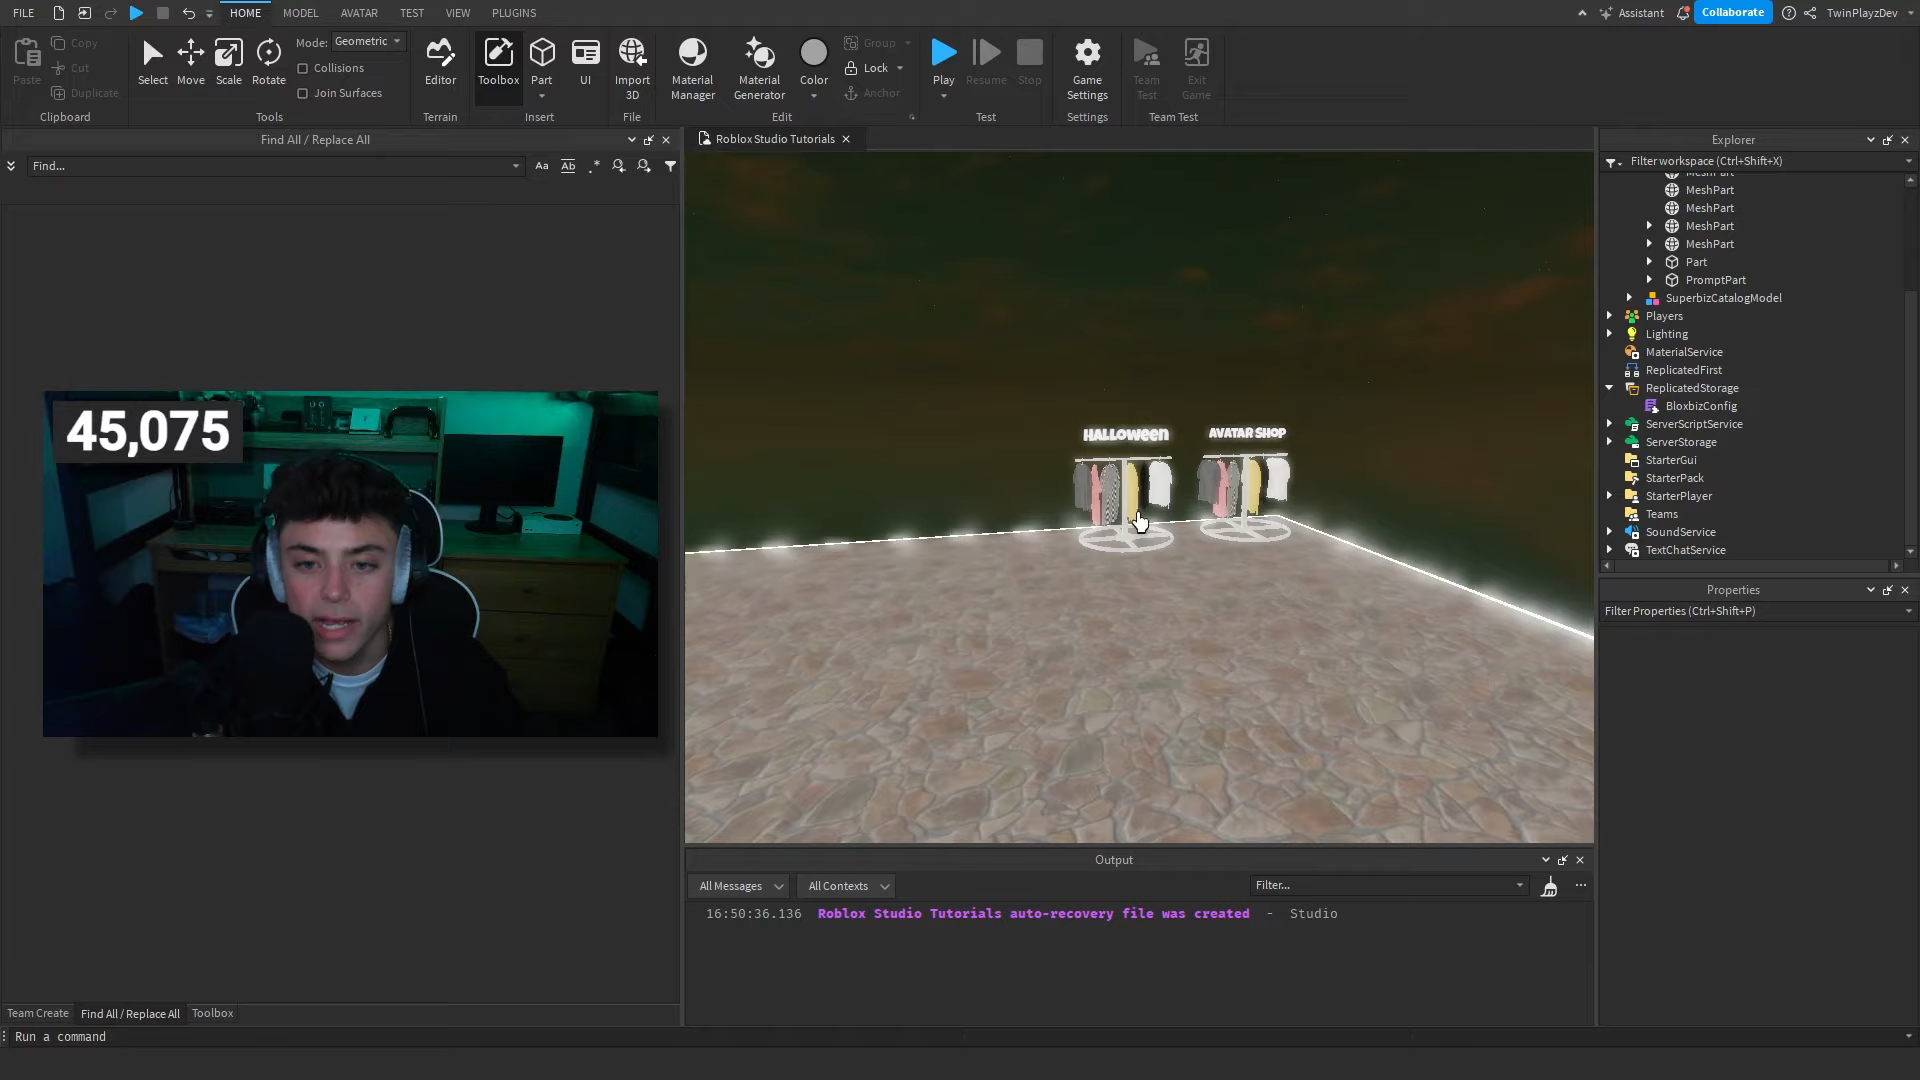 FILE HOME MODEL AVATAR TEST VIEW PLUGINS Assistant Collaborate TwinPlayzDev
Paste Copy Cut Duplicate Clipboard
Select Move Scale Rotate Mode: Geometric Collisions Join Surfaces Tools
Editor Terrain
Toolbox Part UI Insert
Import 3D File
Material Manager Material Generator Color Group Lock Anchor Edit
Play Resume Stop Test
Game Settings Settings
Team Test Exit Game Team Test
Find All / Replace All
Find...
Aa Ab .*
45,075
Roblox Studio Tutorials
HALLOWEEN AVATAR SHOP
Explorer
Filter workspace (Ctrl+Shift+X)
MeshPart
MeshPart
MeshPart
MeshPart
MeshPart
Part
PromptPart
SuperbizCatalogModel
Players
Lighting
MaterialService
ReplicatedFirst
ReplicatedStorage
BloxbizConfig
ServerScriptService
ServerStorage
StarterGui
StarterPack
StarterPlayer
Teams
SoundService
TextChatService
Properties
Filter Properties (Ctrl+Shift+P)
Output
All Messages All Contexts Filter...
16:50:36.136 Roblox Studio Tutorials auto-recovery file was created - Studio
Team Create Find All / Replace All Toolbox
Run a command